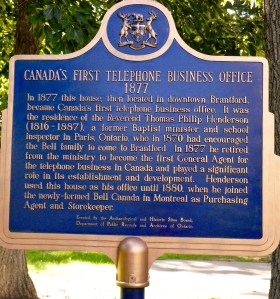 CANADA'S FIRST TELEPHONE BUSINESS OFFICE
1877
In 1877 this house, then located in downtown Brantford,
became Canada's first telephone business office. It was
the residence of the Reverend Thomas Philip Henderson
(1816-1887), a former Baptist minister and school
inspector in Paris, Ontario, who in 1870 had encouraged
the Bell family to come to Brantford. In 1877 he retired
from the ministry to become the first General Agent for
the telephone business in Canada and played a significant
role in its establishment and development. Henderson
used this house as his office until 1880, when he joined
the newly-formed Bell Canada in Montreal as Purchasing
Agent and Storekeeper.
Erected by the Archaeological and Historic Sites Board,
Department of Public Records and Archives of Ontario